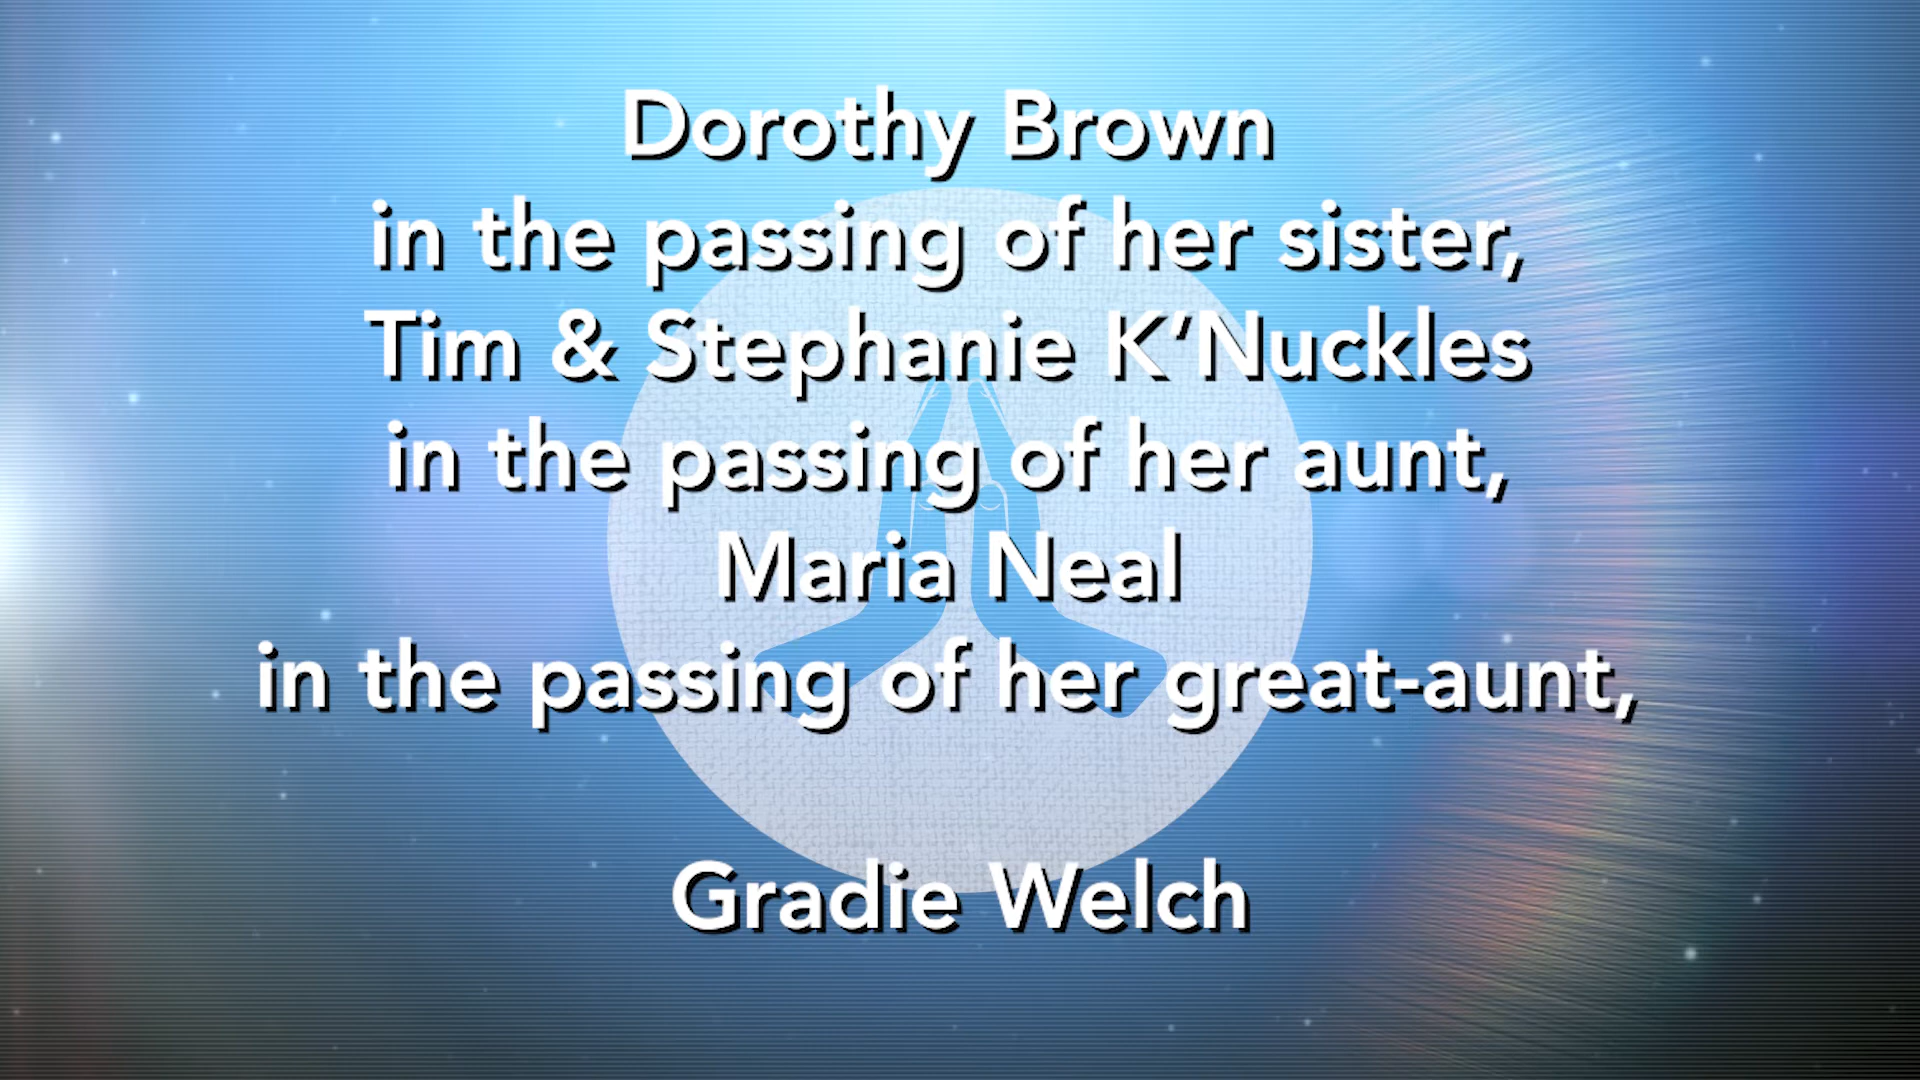 Dorothy Brown
in the passing of her sister,
Tim & Stephanie K’Nuckles
in the passing of her aunt,
Maria Neal
in the passing of her great-aunt,
Gradie Welch